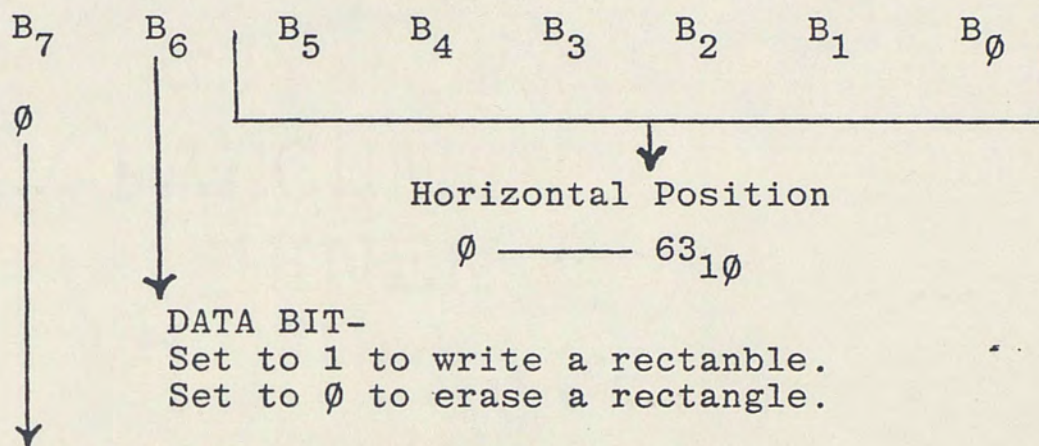 B7 B6 B5 B4 B3 B2 B1 BØ
Ø
Horizontal Position
Ø —— 631Ø
DATA BIT-
Set to 1 to write a rectanble.
Set to Ø to erase a rectangle.